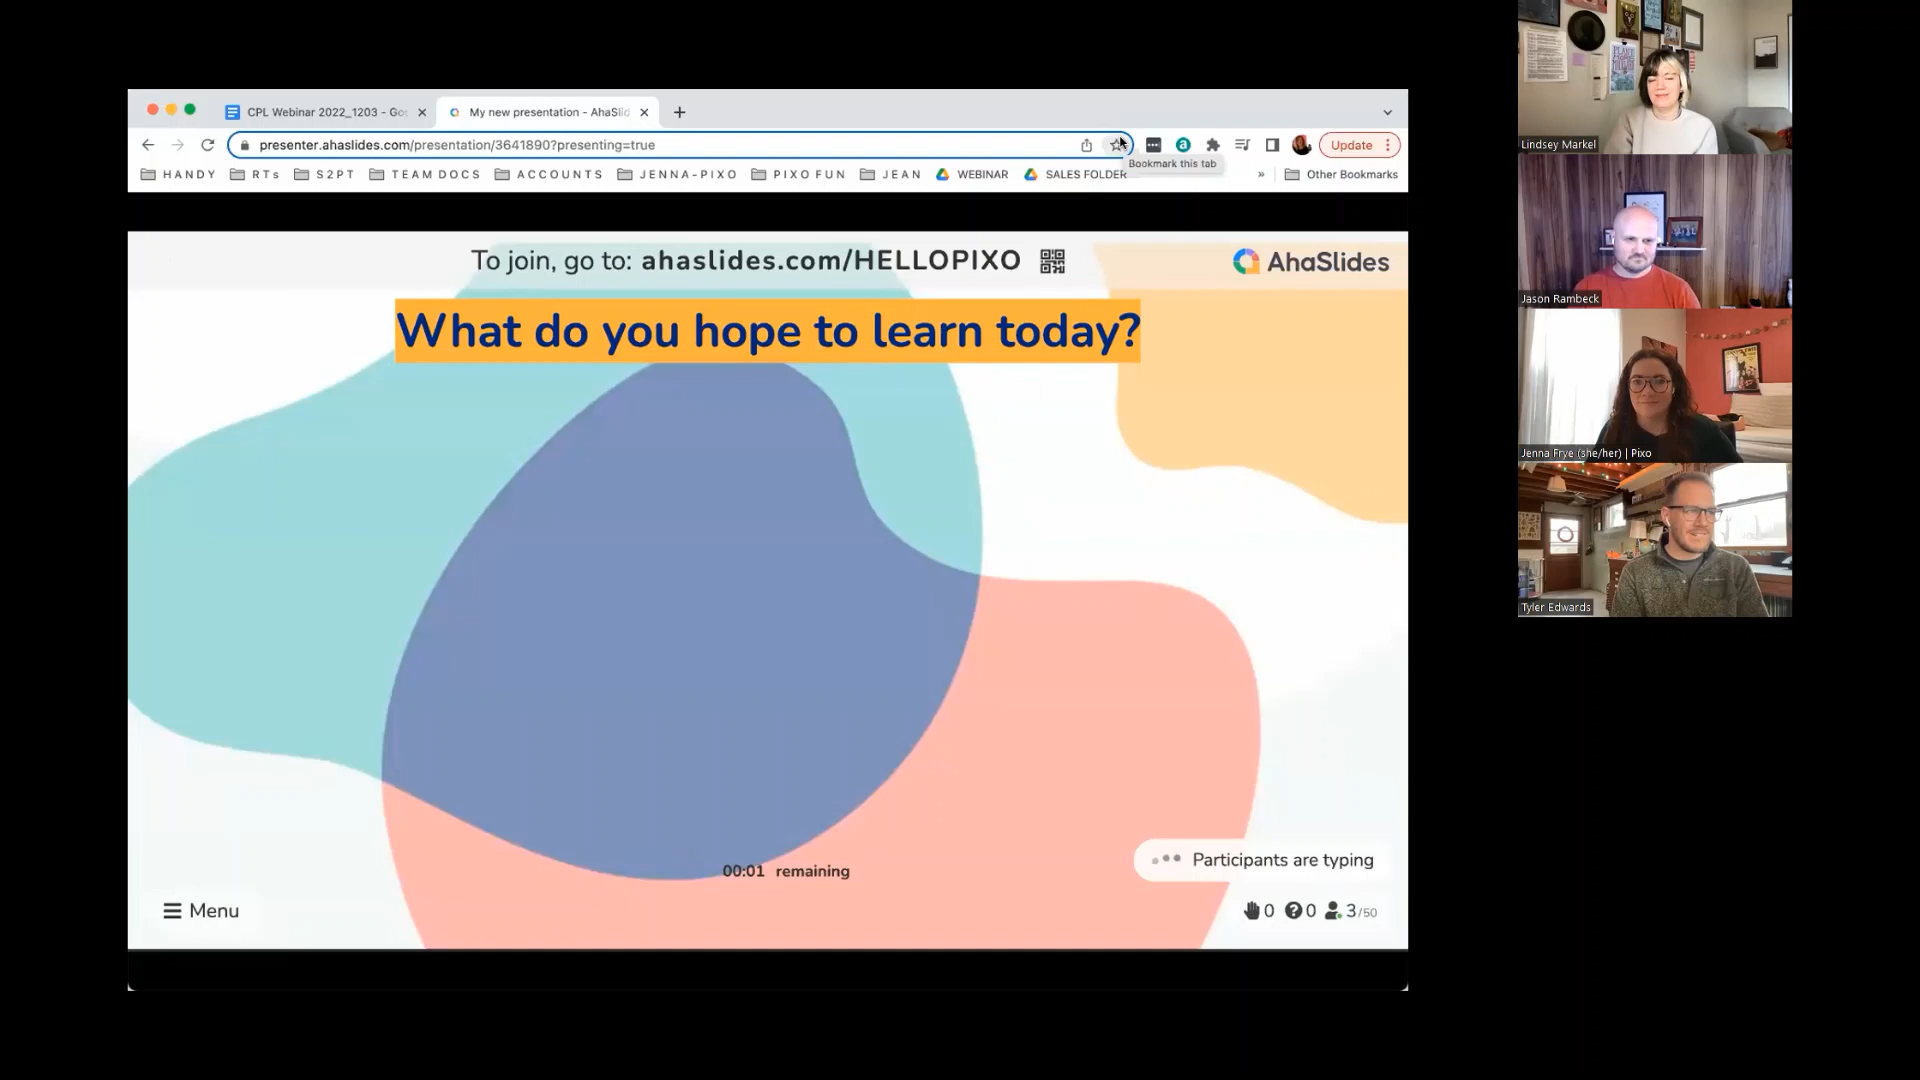 CPL Webinar 2022_1203 - Go
My new presentation - AhaSlid
presenter.ahaslides.com/presentation/3641890?presenting=true
Update
Bookmark this tab
HANDY
RTs
S2PT
TEAM DOCS
ACCOUNTS
JENNA-PIXO
PIXO FUN
JEAN
WEBINAR
SALES FOLDER
»
Other Bookmarks
To join, go to: ahaslides.com/HELLOPIXO
AhaSlides
What do you hope to learn today?
00:01 remaining
Participants are typing
Menu
0 0 3/50
Lindsey Markel
Jason Rambeck
Jenna Frye (she/her) | Pixo
Tyler Edwards